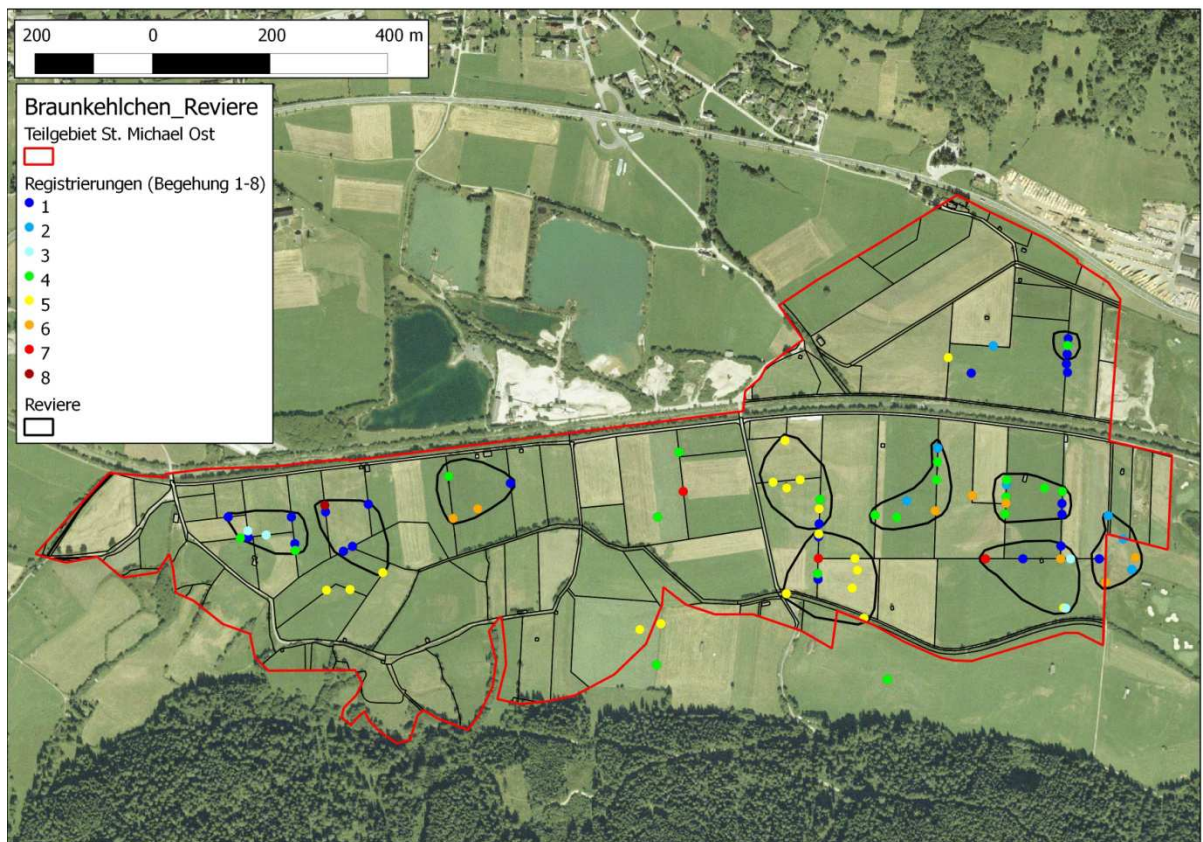 200 0 200 400 m
Braunkehlchen_Reviere
Teilgebiet St. Michael Ost
Registrierungen (Begehung 1-8)
1
2
3
4
5
6
7
8
Reviere